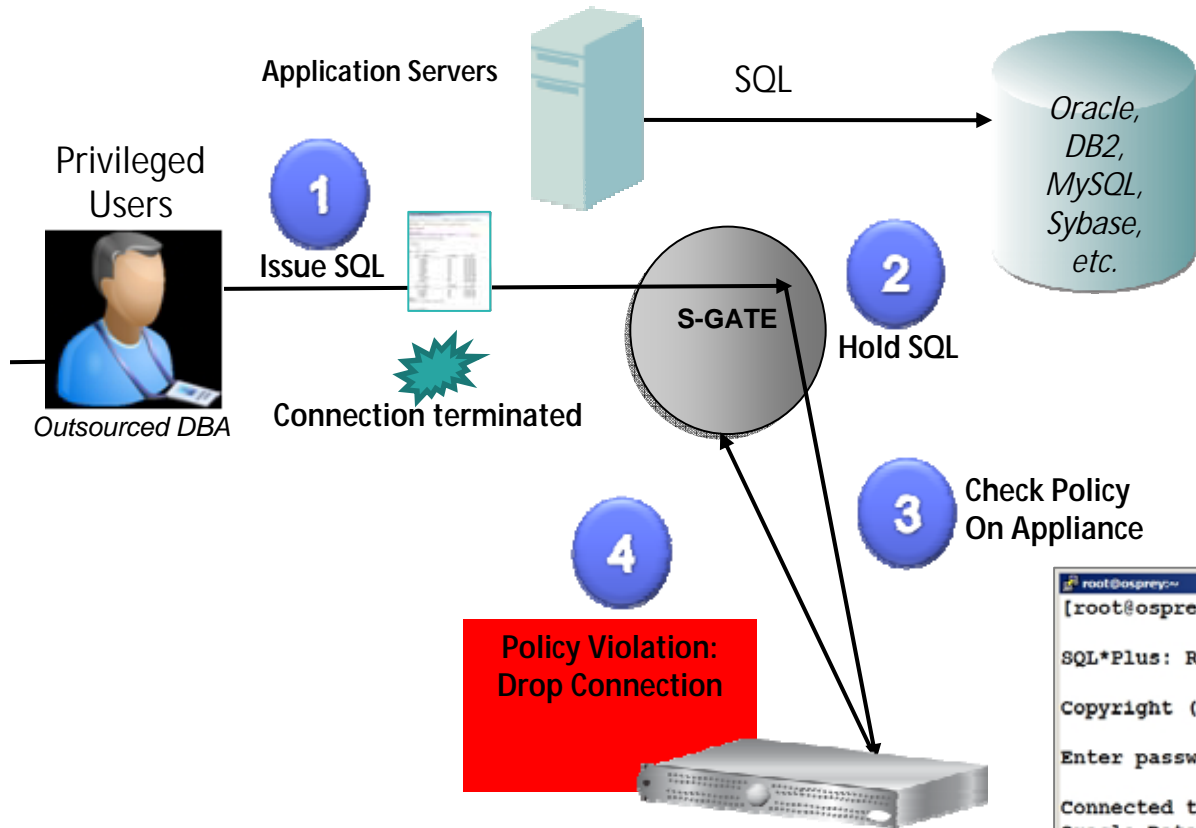 Application Servers
SQL
Oracle,
DB2,
MySQL,
Sybase,
etc.
Privileged
Users
1
Issue SQL
S-GATE
2
Hold SQL
Outsourced DBA
Connection terminated
3
Check Policy
On Appliance
4
Policy Violation:
Drop Connection
root@osprey:~
[root@ospre
SQL*Plus: R
Copyright (
Enter passw
Connected t